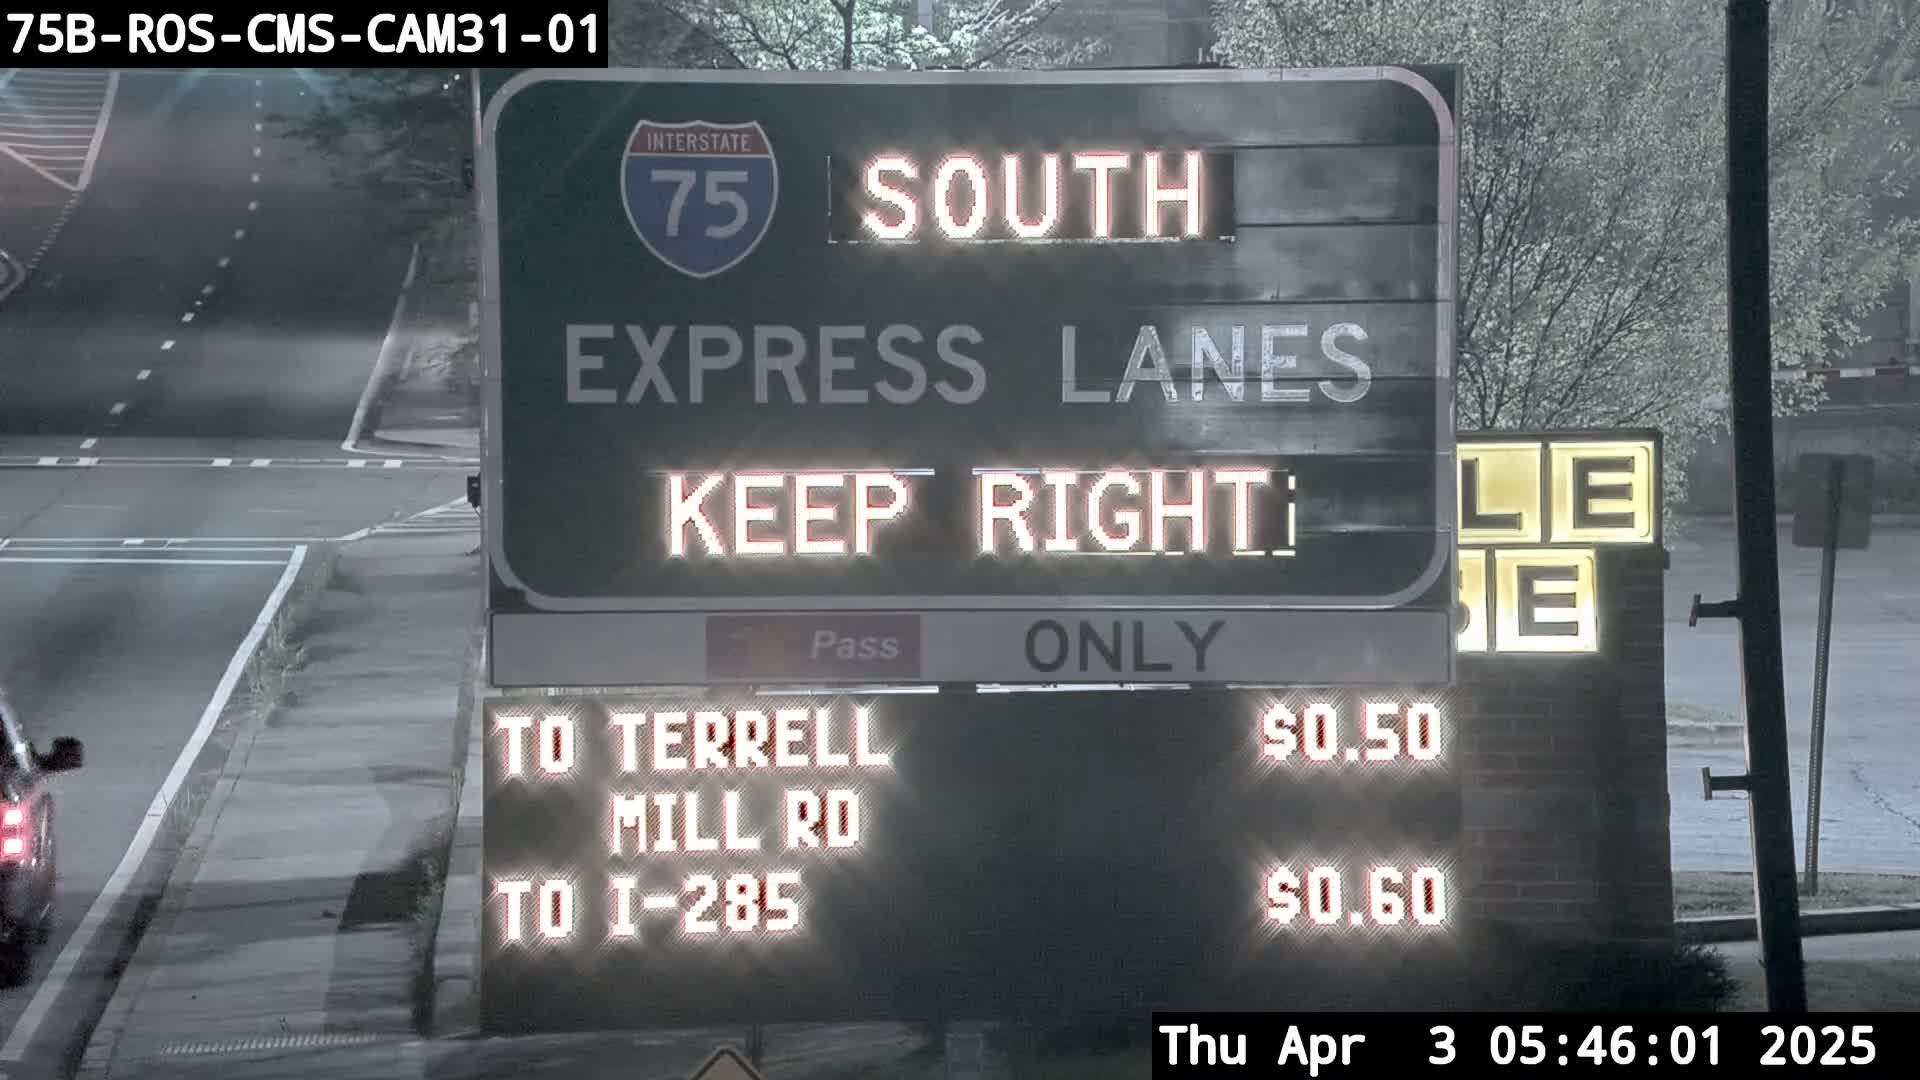 75B-ROS-CMS-CAM31-01
INTERSTATE
75
SOUTH
EXPRESS LANES
KEEP RIGHT
Pass ONLY
TO TERRELL $0.50
MILL RD
TO I-285 $0.60
LE
E
Thu Apr 3 05:46:01 2025